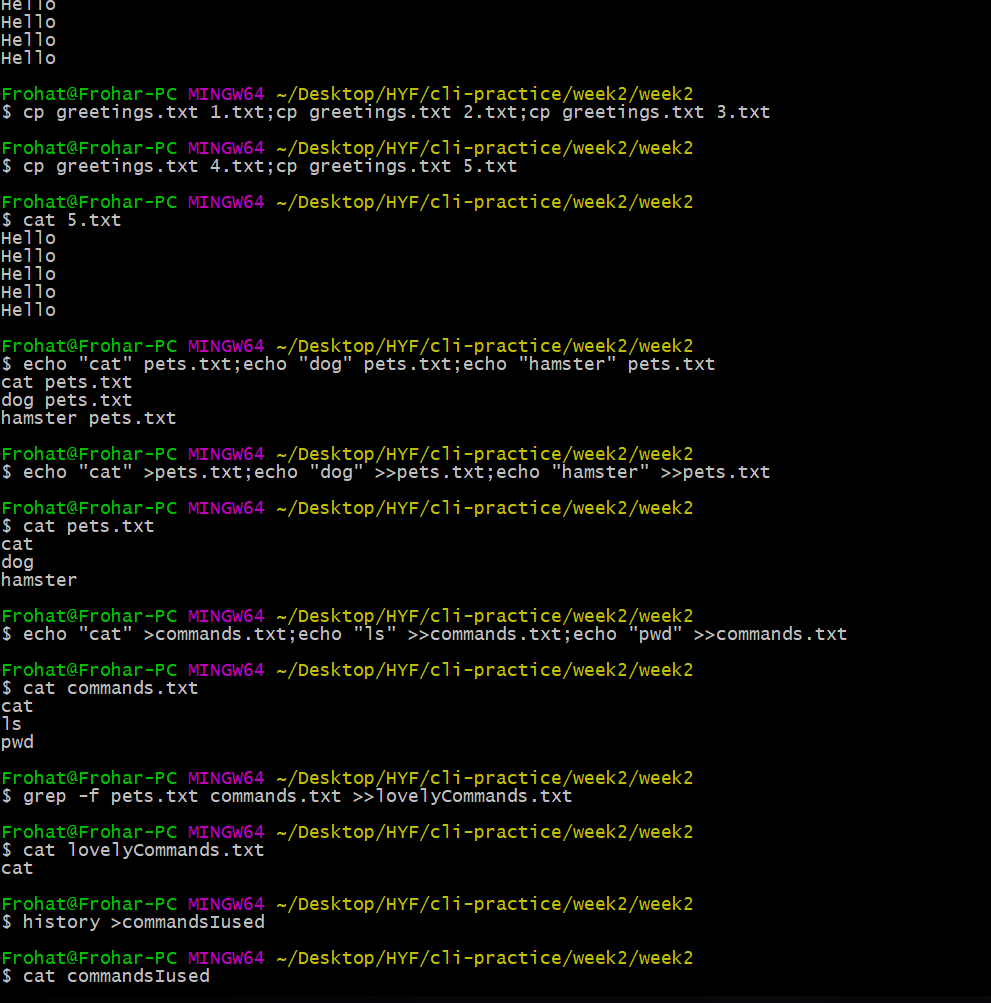 Hello
Hello
Hello
Hello
Frohat@Frohar-PC MINGW64 ~/Desktop/HYF/cli-practice/week2/week2
$ cp greetings.txt 1.txt;cp greetings.txt 2.txt;cp greetings.txt 3.txt
Frohat@Frohar-PC MINGW64 ~/Desktop/HYF/cli-practice/week2/week2
$ cp greetings.txt 4.txt;cp greetings.txt 5.txt
Frohat@Frohar-PC MINGW64 ~/Desktop/HYF/cli-practice/week2/week2
$ cat 5.txt
Hello
Hello
Hello
Hello
Hello
Frohat@Frohar-PC MINGW64 ~/Desktop/HYF/cli-practice/week2/week2
$ echo "cat" pets.txt;echo "dog" pets.txt;echo "hamster" pets.txt
cat pets.txt
dog pets.txt
hamster pets.txt
Frohat@Frohar-PC MINGW64 ~/Desktop/HYF/cli-practice/week2/week2
$ echo "cat" >pets.txt;echo "dog" >>pets.txt;echo "hamster" >>pets.txt
Frohat@Frohar-PC MINGW64 ~/Desktop/HYF/cli-practice/week2/week2
$ cat pets.txt
cat
dog
hamster
Frohat@Frohar-PC MINGW64 ~/Desktop/HYF/cli-practice/week2/week2
$ echo "cat" >commands.txt;echo "ls" >>commands.txt;echo "pwd" >>commands.txt
Frohat@Frohar-PC MINGW64 ~/Desktop/HYF/cli-practice/week2/week2
$ cat commands.txt
cat
ls
pwd
Frohat@Frohar-PC MINGW64 ~/Desktop/HYF/cli-practice/week2/week2
$ grep -f pets.txt commands.txt >>lovelyCommands.txt
Frohat@Frohar-PC MINGW64 ~/Desktop/HYF/cli-practice/week2/week2
$ cat lovelyCommands.txt
cat
Frohat@Frohar-PC MINGW64 ~/Desktop/HYF/cli-practice/week2/week2
$ history >commandsIused
Frohat@Frohar-PC MINGW64 ~/Desktop/HYF/cli-practice/week2/week2
$ cat commandsIused